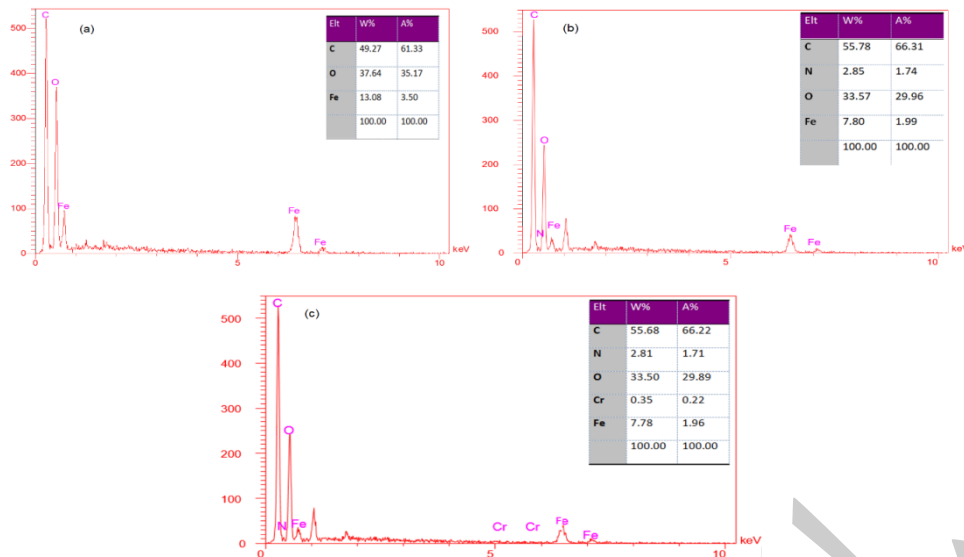 (a)
C
O
Fe
Fe
Fe
500
400
300
200
100
0
0
5
10
keV
Elt W% A%
C 49.27 61.33
O 37.64 35.17
Fe 13.08 3.50
100.00 100.00
(b)
C
O
N
Fe
Fe
Fe
500
400
300
200
100
0
0
5
10
keV
Elt W% A%
C 55.78 66.31
N 2.85 1.74
O 33.57 29.96
Fe 7.80 1.99
100.00 100.00
(c)
C
O
N
Fe
Cr
Cr
Fe
Fe
500
400
300
200
100
0
0
5
10
keV
Elt W% A%
C 55.68 66.22
N 2.81 1.71
O 33.50 29.89
Cr 0.35 0.22
Fe 7.78 1.96
100.00 100.00